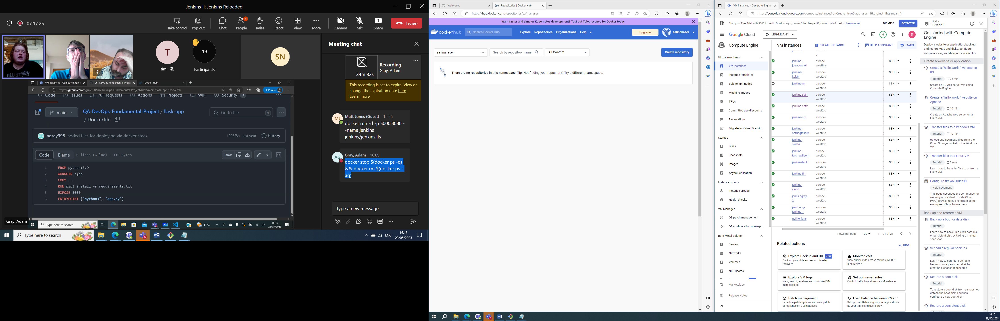 Jenkins II: Jenkins Reloaded
07:17:25
Take control
Pop out
Chat
People
1
Raise
React
View
More
Camera
Mic
Share
Leave
OLD SCHOOL
T
tim
19
Participants
SN
Meeting chat
VM instances – Compute Engine
QA-DevOps-Fundamental-Projec
Docker Hub
https://github.com/agray998/QA-DevOps-Fundamental-Project/blob/main/flask-app/Dockerfile
InPrivate
Code
Issues
Pull requests
Actions
Projects
Wiki
Security 3
main
QA-DevOps-Fundamental-Project / flask-app
/ Dockerfile
Go to file
t
agray998 added files for deploying via docker stack
1995f8a · last year
History
Code
Blame
6 lines (6 loc) · 119 Bytes
Raw
1 FROM python:3.9
2 WORKDIR /app
3 COPY . .
4 RUN pip3 install -r requirements.txt
5 EXPOSE 5000
6 ENTRYPOINT ["python3", "app.py"]
Gray, Adam
Type here to search
17°C
16:15
23/05/2023
Recording
Gray, Adam
34m 33s
This recording is set to expire. View or
change the expiration date here.
Learn more
MJ
Matt Jones (Guest) 15:56
docker run -d -p 5000:8080 -
-name jenkins
jenkins/jenkins:lts
AG
Gray, Adam 16:09
docker stop $(docker ps -q)
&& docker rm $(docker ps -
aq)
Type a new message
GIF
Type here to search
ENG
16:15
23/05/2023
Webhooks
Repositories | Docker Hub
https://hub.docker.com/repositories/safinanaser
Want faster and simpler Kubernetes development? Test out Telepresence for Docker today.
dockerhub
Search Docker Hub
Explore
Repositories
Organizations
Help
Upgrade
safinanaser
safinanaser
Search by repository name
All Content
Create repository
There are no repositories in this namespace. Tip: Not finding your repository? Try a different namespace.
VM instances – Compute Engine
https://console.cloud.google.com/compute/instances?onCreate=true&authuser=1&project=lbg-mea-11
Start your Free Trial with $300 in credit. Don't worry—you won't be charged if you run out of credits. Learn more
DISMISS
ACTIVATE
Google Cloud
LBG-MEA-11
4
S
Compute Engine
VM instances
CREATE INSTANCE
HELP ASSISTANT
LEARN
Virtual machines
VM instances
Instance templates
Sole-tenant nodes
Machine images
TPUs
Committed use discounts
Reservations
Migrate to Virtual Machin...
Storage
Disks
Snapshots
Images
Async Replication
Instance groups
Instance groups
Health checks
VM Manager
OS patch management
OS configuration manage...
Bare Metal Solution
Servers
Networks
Volumes
NFS Shares
Marketplace
Release Notes
a
jenkins-
joeodonnell
europe-
west9-a
SSH
jenkins-
kelvin
europe-
west2-c
SSH
jenkins-mj
europe-
west2-c
SSH
jenkins-saf1
europe-
west2-c
SSH
jenkins-saf2
europe-
west2-c
SSH
jenkins-sm
europe-
west2-c
SSH
jenkins-
sstringfellow
europe-
west2-c
SSH
jenkins-
sweta
europe-
west2-b
SSH
jenkins-
taishawilson
europe-
west2-c
SSH
jenkins-tarik
europe-
west3-c
SSH
jenkins-tim
europe-
west2-a
SSH
jenkins-
vinod
europe-
west2-b
SSH
jenks-agray-
2
europe-
west2-c
SSH
jwmhogg-
jenkins-1
europe-
west2-b
SSH
neil-jenkins
europe-
west2-a
SSH
Rows per page: 30
1 – 21 of 21
Related actions
HIDE
Explore Backup and DR NEW
Back up your VMs and set up disaster
recovery
Monitor VMs
View outlier VMs across metrics like CPU
and network
Explore VM logs
View, search, analyze, and download VM
instance logs
Set up firewall rules
Control traffic to and from a VM instance
Patch management
Schedule patch updates and view patch
compliance on VM instances
Load balance between VMs
Set up Load Balancing for your applications
as your traffic and users grow
LEARN
Tutorial
Get started with Compute
Engine
Deploy a website or application, back up
and restore VMs and disks, configure
secure access, and design for scalability
Create a website or application
Create a "hello world" website on
IIS
Tutorial 25 min
Create an IIS web server VM using
Compute Engine.
Create a "hello world" website on
Apache
Tutorial 10 min
Create an Apache web server on a
Linux VM.
Transfer files to a Windows VM
Tutorial 10 min
Upload and download files from the
Cloud Storage bucket to the Windows
VM
Transfer files to a Linux VM
Tutorial 5 min
Learn how to transfer files to or from a
Linux VM.
Configure firewall rules
Help document
This page describes the commands for
working with Virtual Private Cloud
(VPC) firewall rules and offers some
examples of how to use them.
Back up and restore a VM
Back up a boot or data disk
Tutorial
Learn how to back up a VM's boot disk
or persistent disk by taking a manual
snapshot.
Schedule regular backups
Tutorial
Learn how to configure periodic
backups for a persistent disk by
creating a snapshot schedule.
Restore a boot disk
Tutorial
To restore a boot disk from a snapshot,
detach the boot disk, and then
configure a new boot disk.
Restore a persistent disk
16:15
23/05/2023